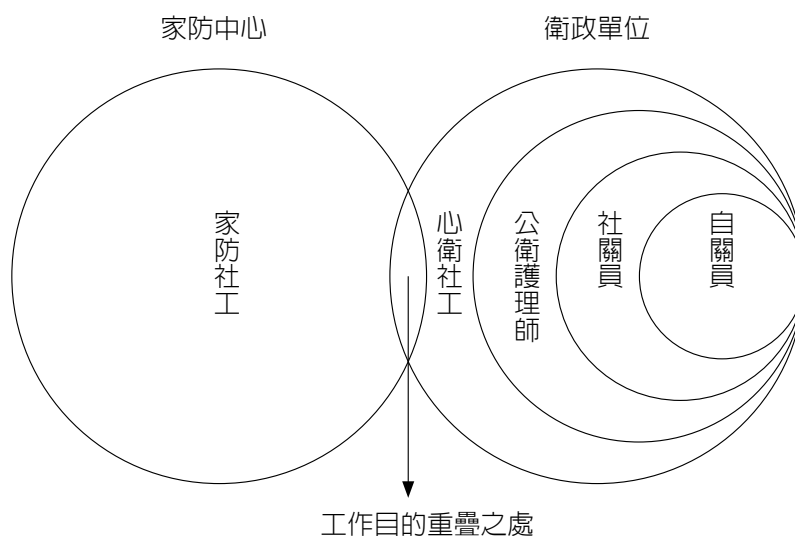 家防中心
衛政單位
家防社工
心衛社工
公衛護理師
社關員
自關員
工作目的重疊之處